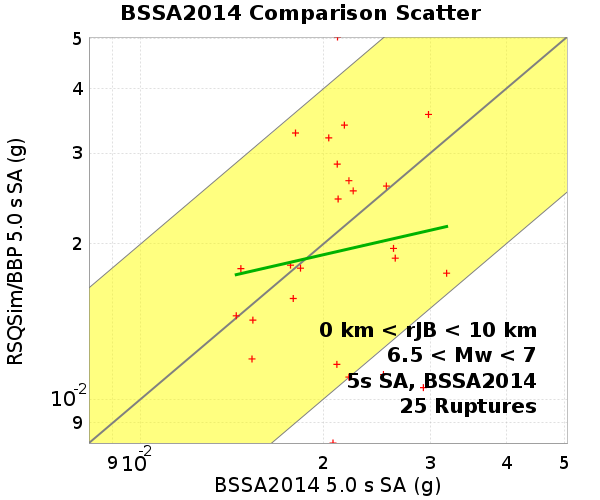 BSSA2014 Comparison Scatter
RSQSim/BBP 5.0 s SA (g)
5
4
3
2
10-2
9
0 km < rJB < 10 km
6.5 < Mw < 7
5s SA, BSSA2014
25 Ruptures
9 10-2 2 3 4 5
BSSA2014 5.0 s SA (g)